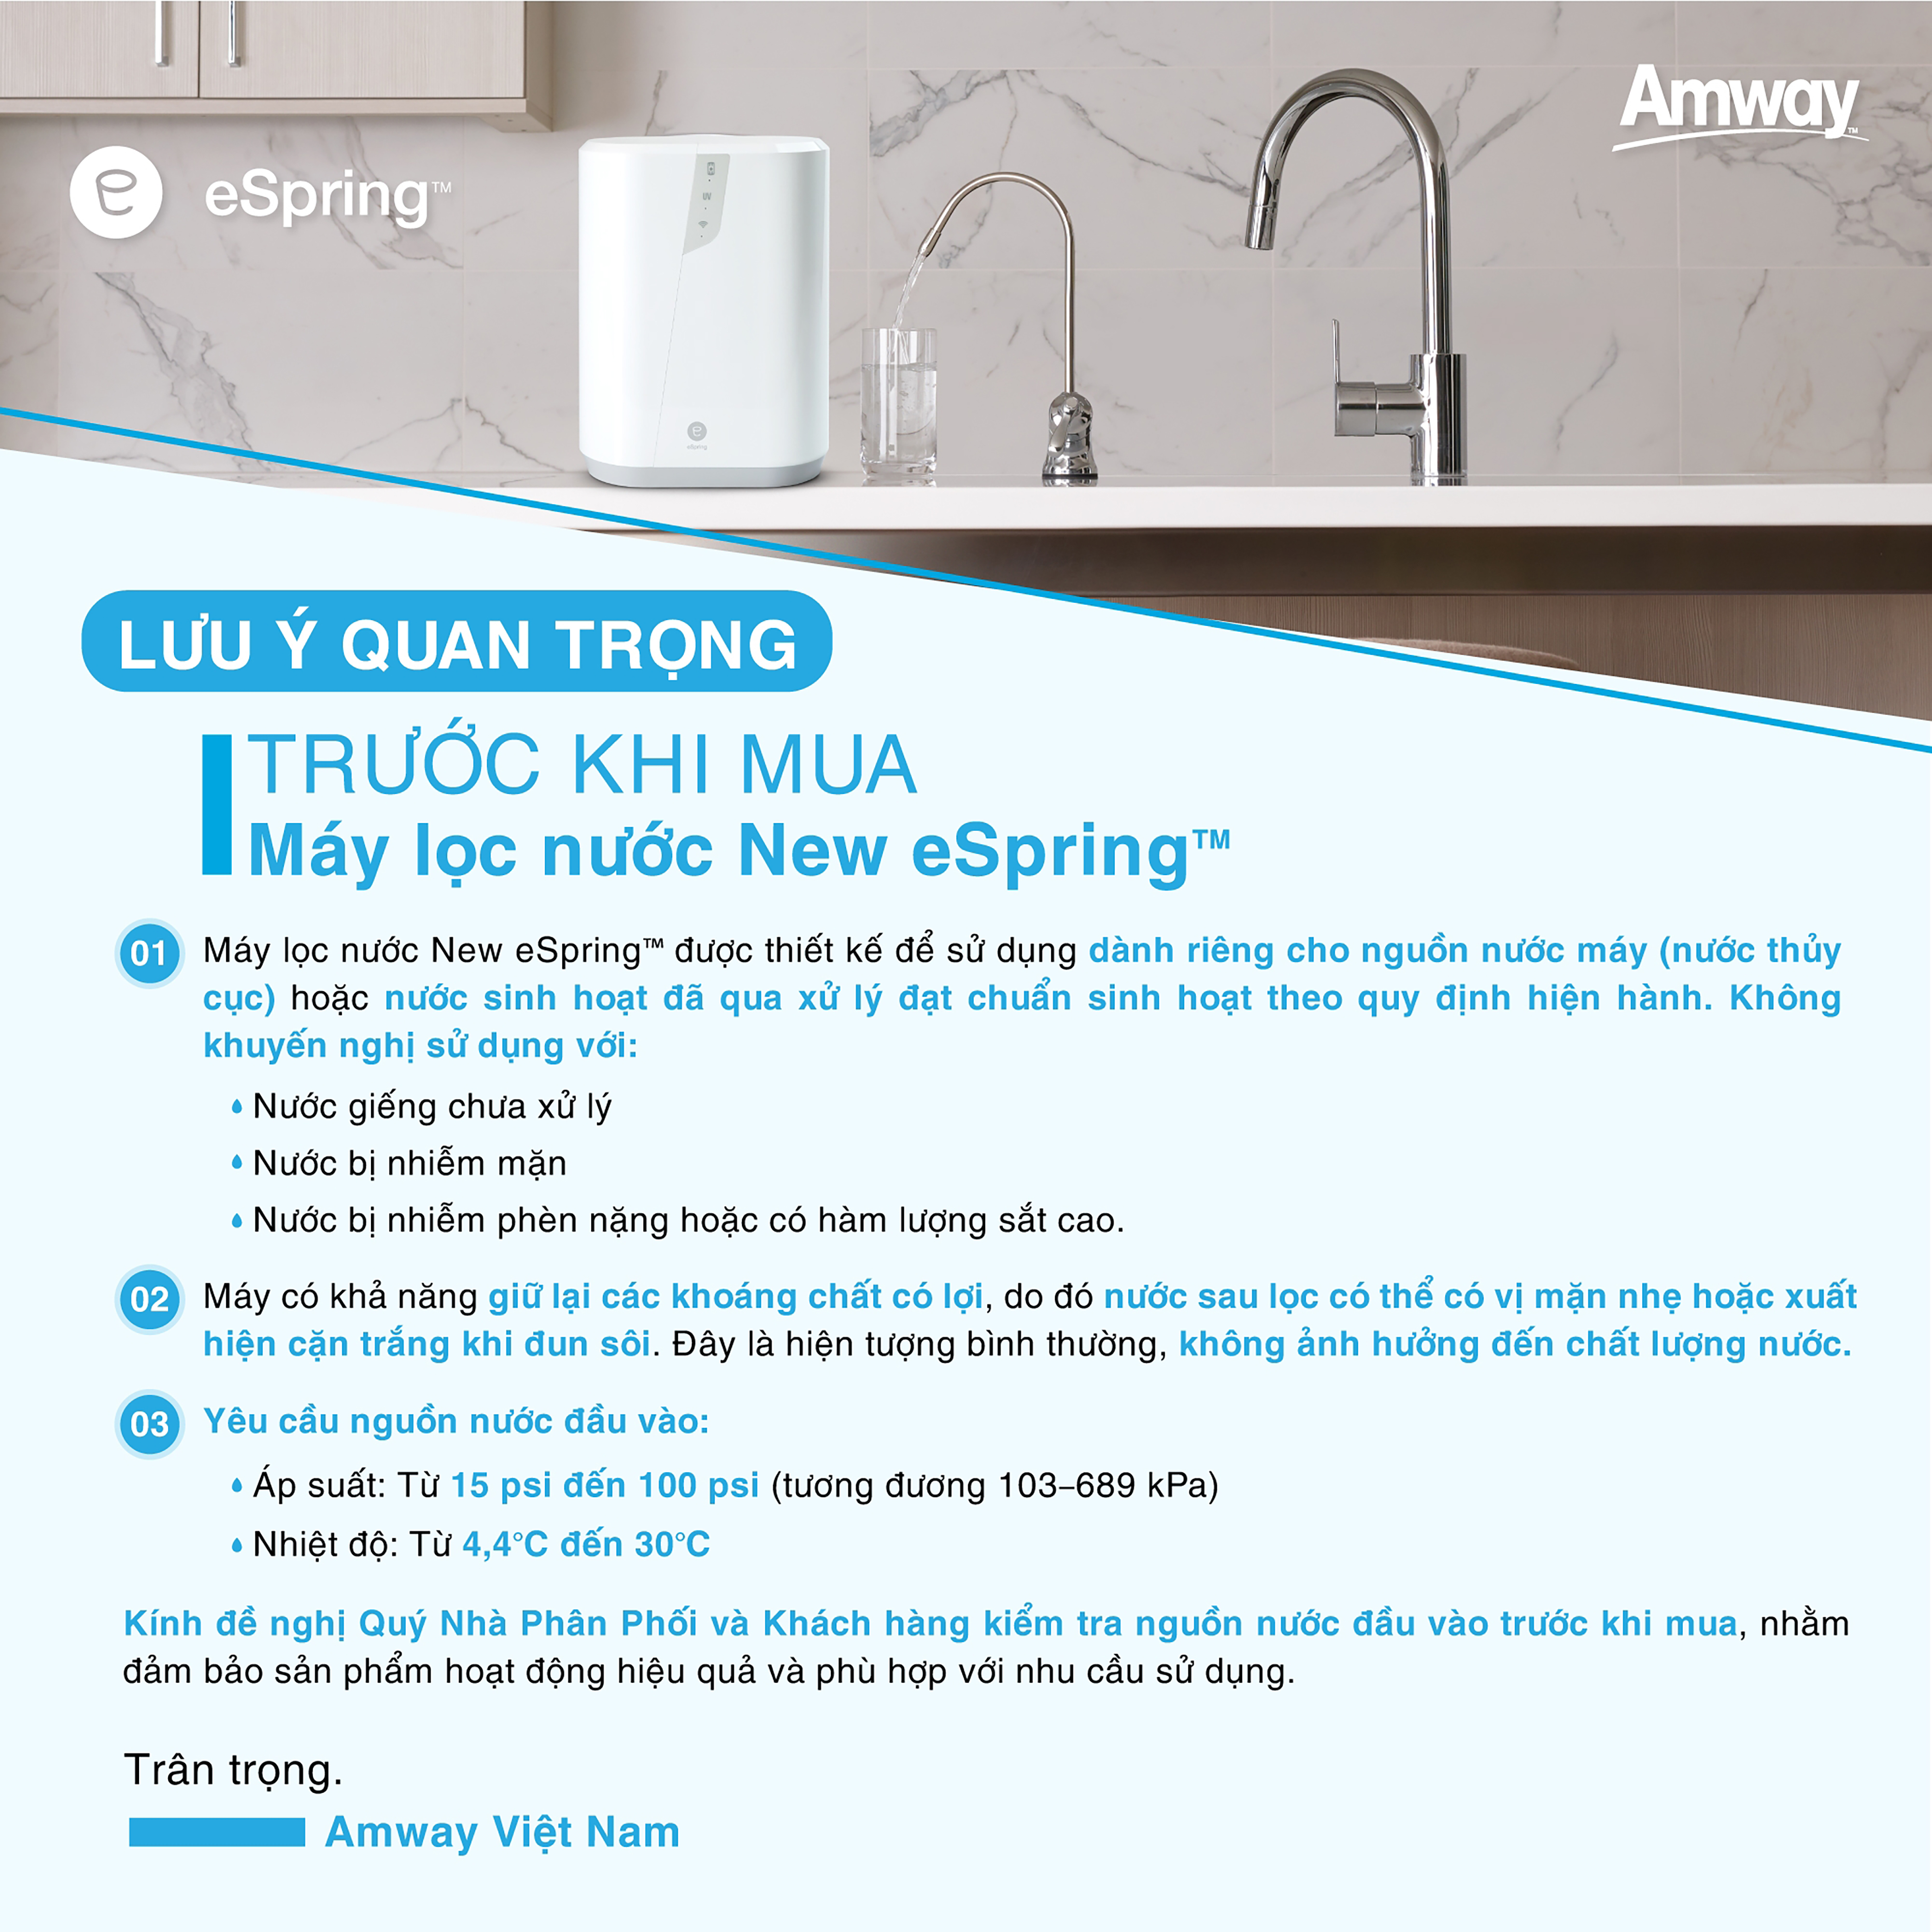 Amway™
eSpring™
UV
eSpring
LƯU Ý QUAN TRỌNG
TRƯỚC KHI MUA
Máy lọc nước New eSpring™
01 Máy lọc nước New eSpring™ được thiết kế để sử dụng dành riêng cho nguồn nước máy (nước thủy
cục) hoặc nước sinh hoạt đã qua xử lý đạt chuẩn sinh hoạt theo quy định hiện hành. Không
khuyến nghị sử dụng với:
Nước giếng chưa xử lý
Nước bị nhiễm mặn
Nước bị nhiễm phèn nặng hoặc có hàm lượng sắt cao.
02 Máy có khả năng giữ lại các khoáng chất có lợi, do đó nước sau lọc có thể có vị mặn nhẹ hoặc xuất
hiện cặn trắng khi đun sôi. Đây là hiện tượng bình thường, không ảnh hưởng đến chất lượng nước.
03 Yêu cầu nguồn nước đầu vào:
Áp suất: Từ 15 psi đến 100 psi (tương đương 103–689 kPa)
Nhiệt độ: Từ 4,4°C đến 30°C
Kính đề nghị Quý Nhà Phân Phối và Khách hàng kiểm tra nguồn nước đầu vào trước khi mua, nhằm
đảm bảo sản phẩm hoạt động hiệu quả và phù hợp với nhu cầu sử dụng.
Trân trọng.
Amway Việt Nam